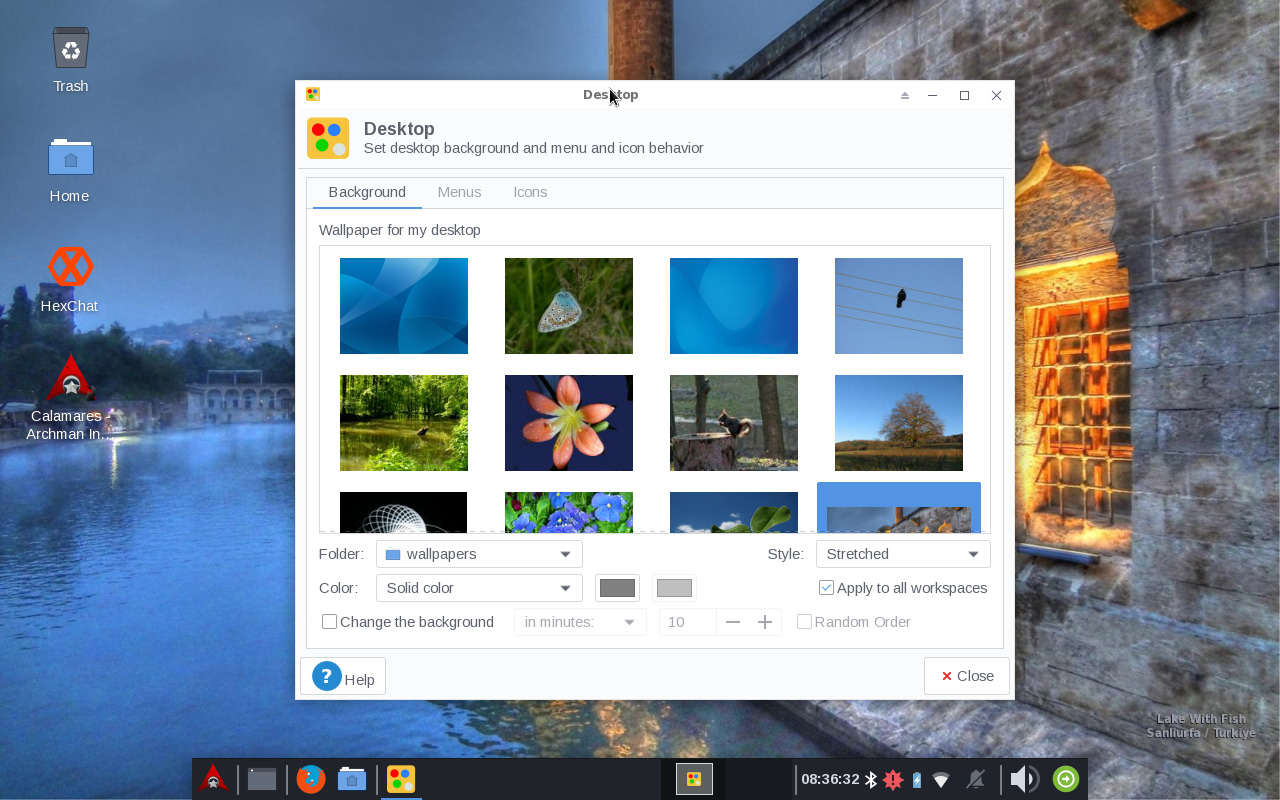 Trash
Home
HexChat
Calamares -
Archman In...
Desktop
Desktop
Set desktop background and menu and icon behavior
Background Menus Icons
Wallpaper for my desktop
Folder: wallpapers Style: Stretched
Color: Solid color Apply to all workspaces
Change the background in minutes: 10 Random Order
? Help Close
Lake With Fish
Sanliurfa / Turkiye
08:36:32